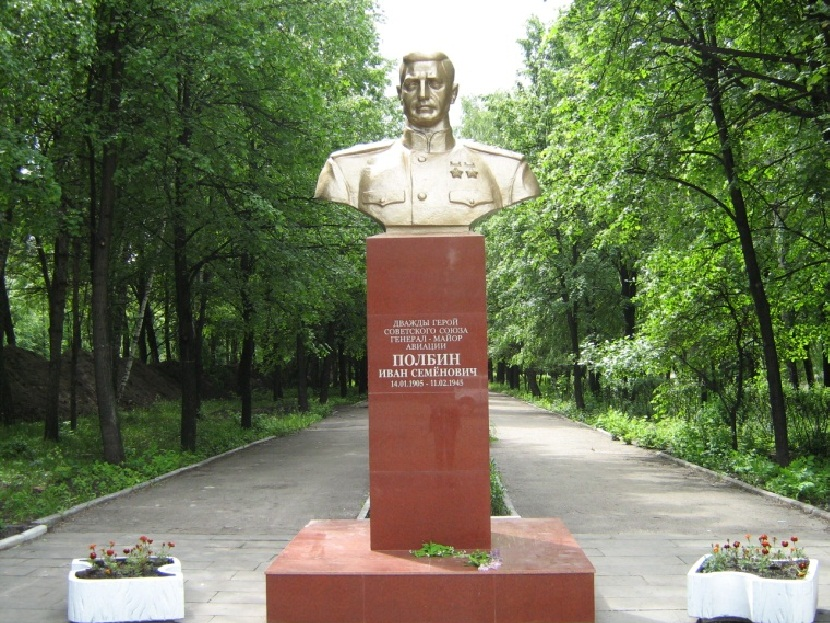 ДВАЖДЫ ГЕРОЙ
СОВЕТСКОГО СОЮЗА
ГЕНЕРАЛ - МАЙОР
АВИАЦИИ
ПОЛБИН
ИВАН СЕМЁНОВИЧ
14.01.1905 - 11.02.1945